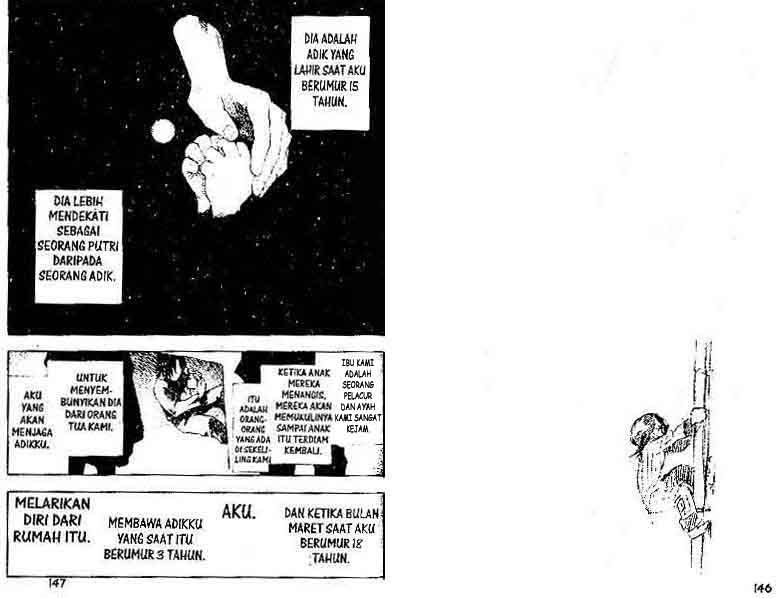 146
DIA ADALAH
ADIK YANG
LAHIR SAAT AKU
BERUMUR 15
TAHUN.
DIA LEBIH
MENDEKATI
SEBAGAI
SEORANG PUTRI
DARIPADA
SEORANG ADIK.
IBU KAMI
ADALAH
SEORANG
PELACUR
DAN AYAH
KAMI SANGAT
KEJAM.
KETIKA ANAK
MEREKA
MENANGIS,
MEREKA AKAN
MEMUKULINYA
SAMPAI ANAK
ITU TERDIAM
KEMBALI.
ITU
ADALAH
ORANG-
ORANG
YANG ADA
DI SEKELI-
LING KAMI
UNTUK
MENYEM-
BUNYIKAN DIA
DARI ORANG
TUA KAMI.
AKU
YANG
AKAN
MENJAGA
ADIKKU.
DAN KETIKA BULAN
MARET SAAT AKU
BERUMUR 18
TAHUN.
AKU.
MEMBAWA ADIKKU
YANG SAAT ITU
BERUMUR 3 TAHUN.
MELARIKAN
DIRI DARI
RUMAH ITU.
147